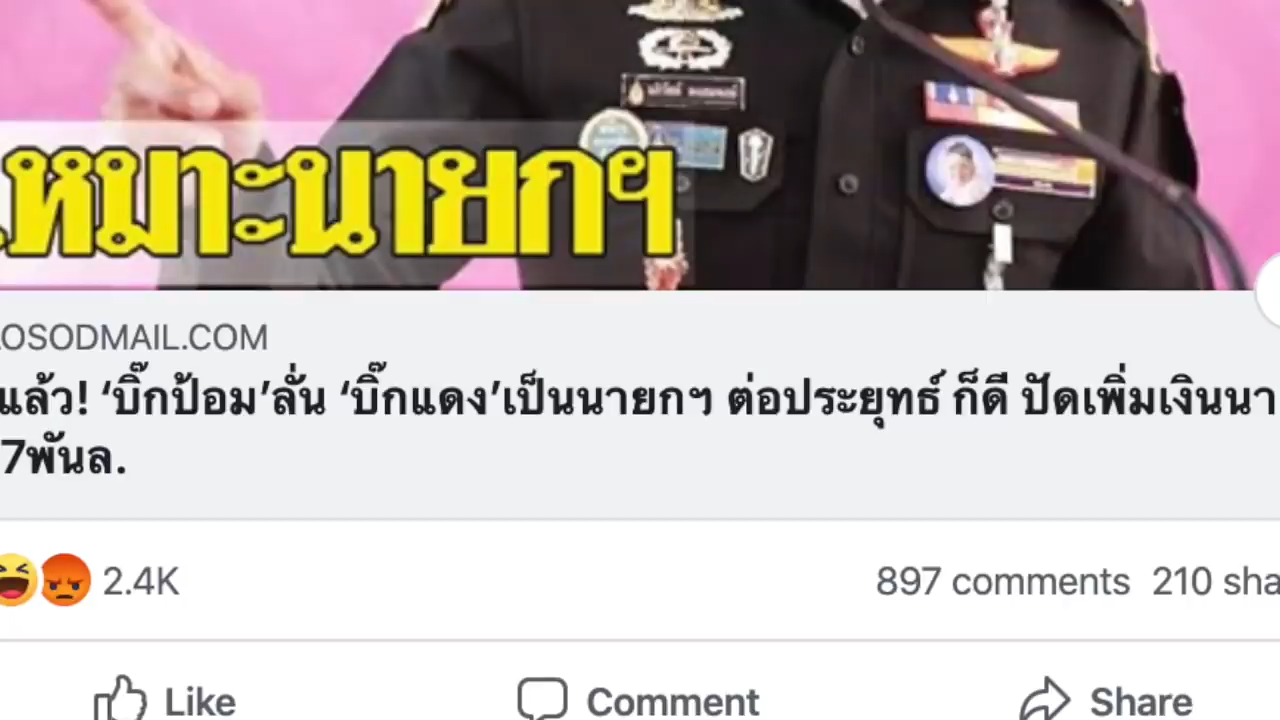 เหมาะนายกฯ
OSODMAIL.COM
แล้ว! ‘บิ๊กป้อม’ลั่น ‘บิ๊กแดง’เป็นนายกฯ ต่อประยุทธ์ ก็ดี ปัดเพิ่มเงินนา
7พันล.
2.4K 897 comments 210 sha
Like Comment Share